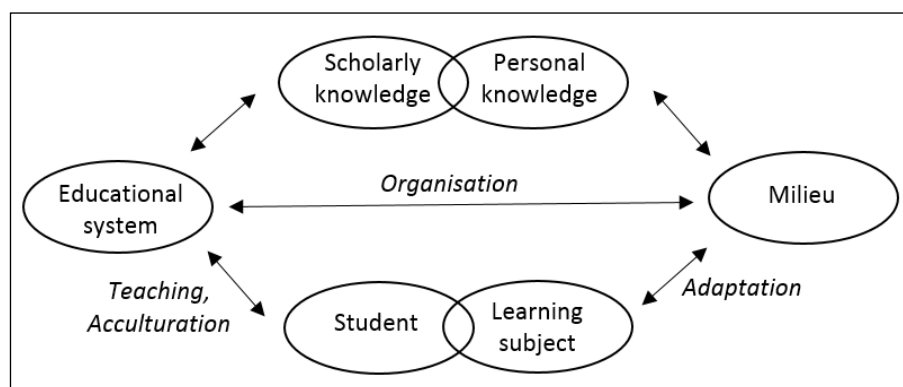 Scholarly
knowledge
Personal
knowledge
Educational
system
Organisation
Milieu
Teaching,
Acculturation
Student
Learning
subject
Adaptation